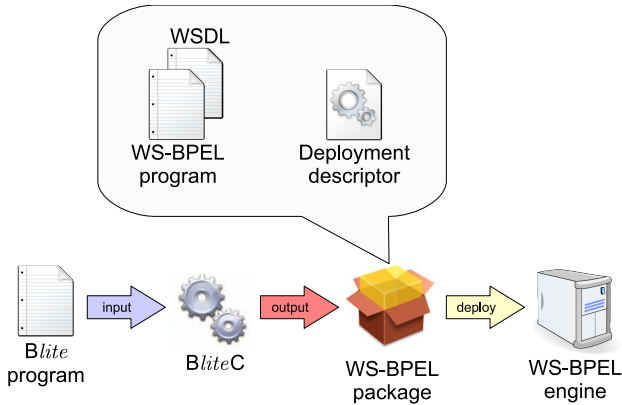 WSDL
WS-BPEL
program
Deployment
descriptor
input
output
deploy
Blite
program
BliteC
WS-BPEL
package
WS-BPEL
engine